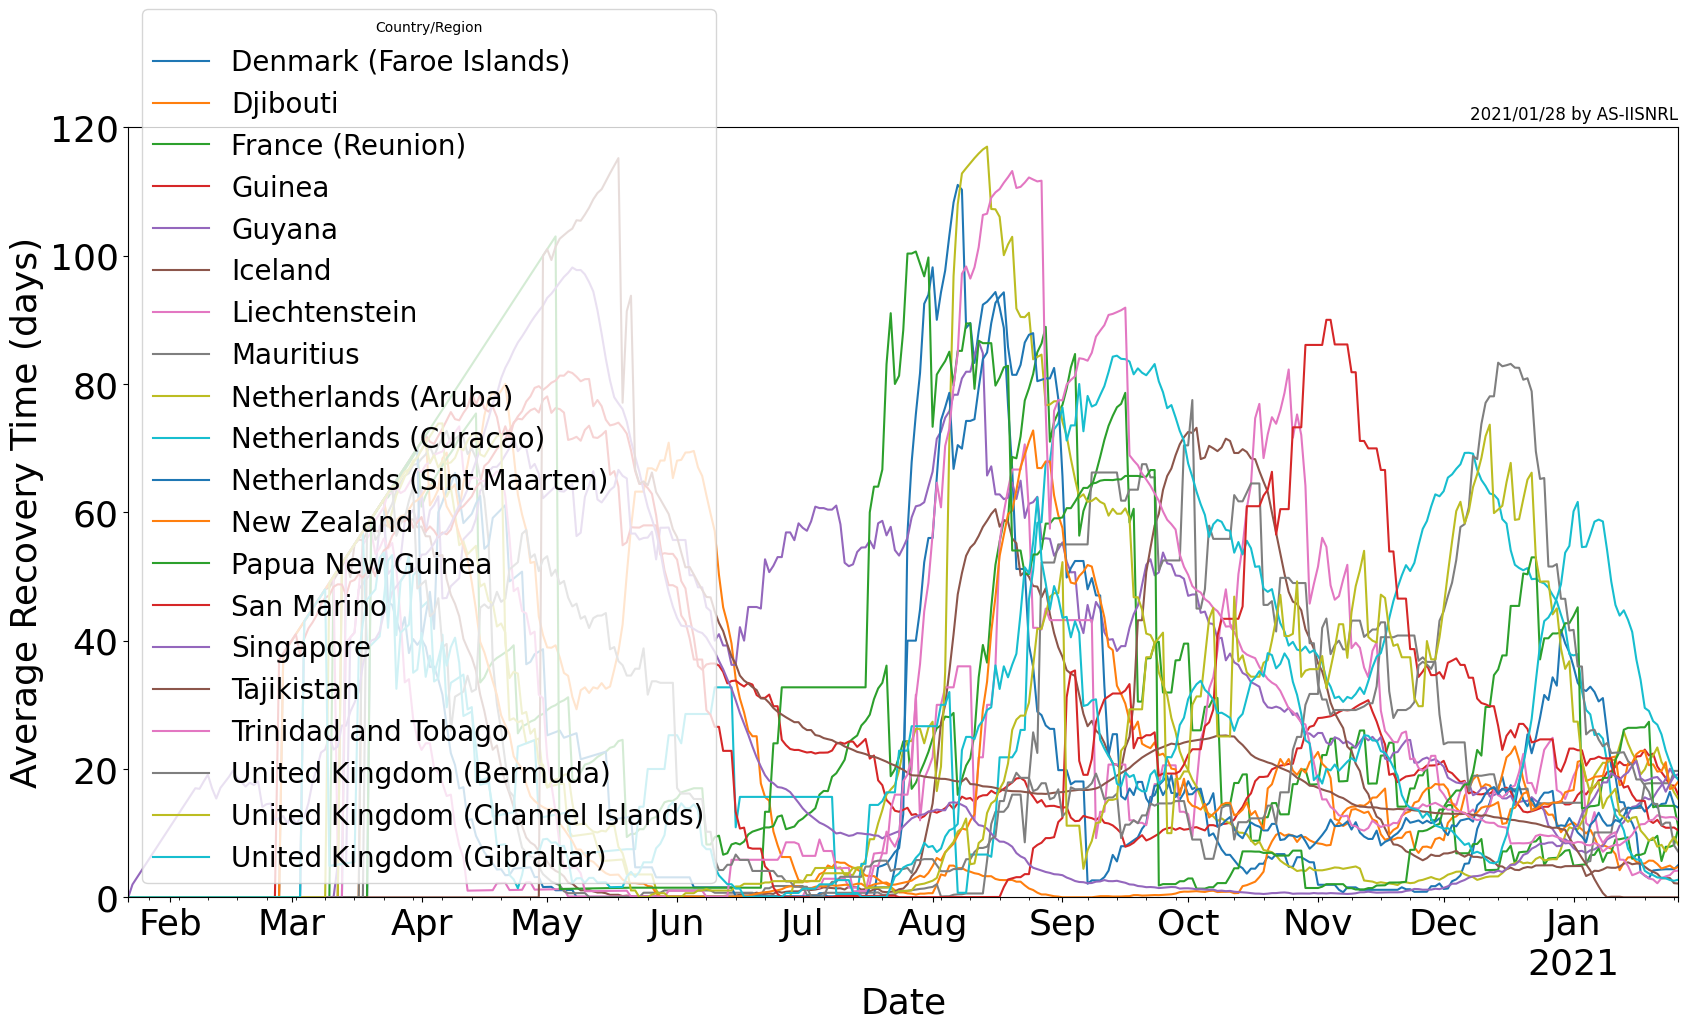 Country/Region
Denmark (Faroe Islands)
Djibouti
France (Reunion)
Guinea
Guyana
Iceland
Liechtenstein
Mauritius
Netherlands (Aruba)
Netherlands (Curacao)
Netherlands (Sint Maarten)
New Zealand
Papua New Guinea
San Marino
Singapore
Tajikistan
Trinidad and Tobago
United Kingdom (Bermuda)
United Kingdom (Channel Islands)
United Kingdom (Gibraltar)
2021/01/28 by AS-IISNRL
Average Recovery Time (days)
120
100
80
60
40
20
0
Feb Mar Apr May Jun Jul Aug Sep Oct Nov Dec Jan
2021
Date